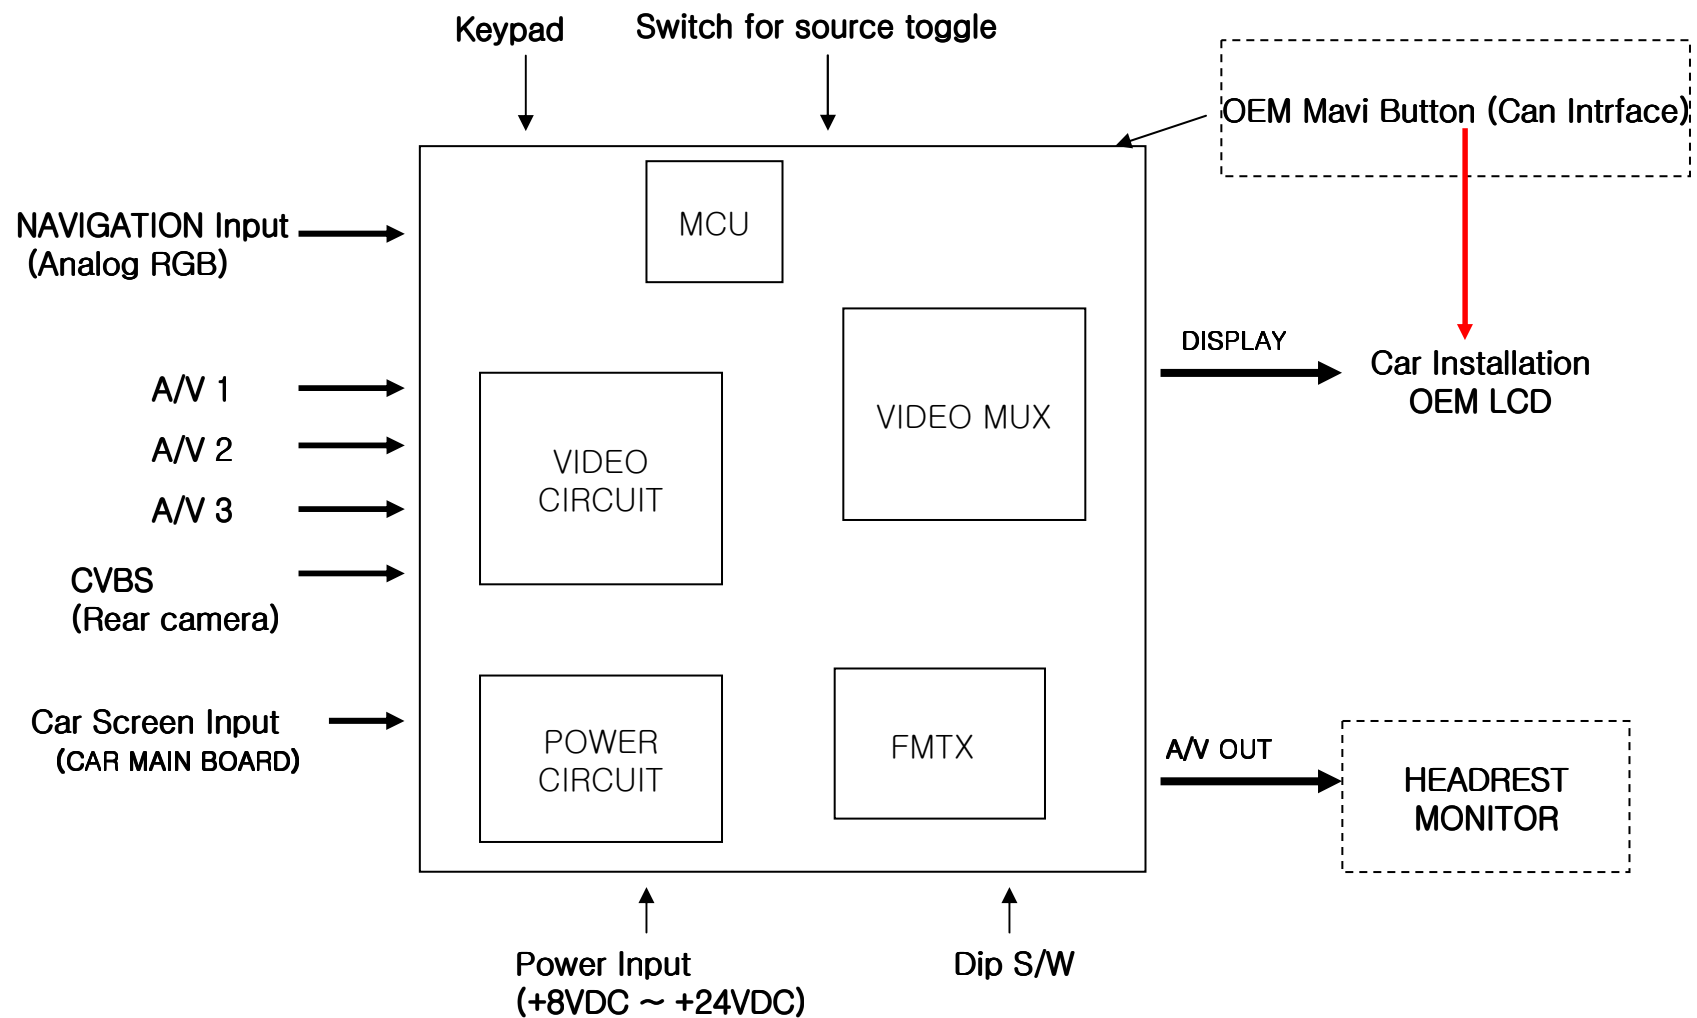 Keypad
Switch for source toggle
OEM Mavi Button (Can Intrface)
MCU
NAVIGATION Input
(Analog RGB)
DISPLAY
Car Installation
OEM LCD
A/V 1
A/V 2
A/V 3
VIDEO
CIRCUIT
VIDEO MUX
CVBS
(Rear camera)
Car Screen Input
(CAR MAIN BOARD)
POWER
CIRCUIT
FMTX
A/V OUT
HEADREST
MONITOR
Power Input
(+8VDC ~ +24VDC)
Dip S/W